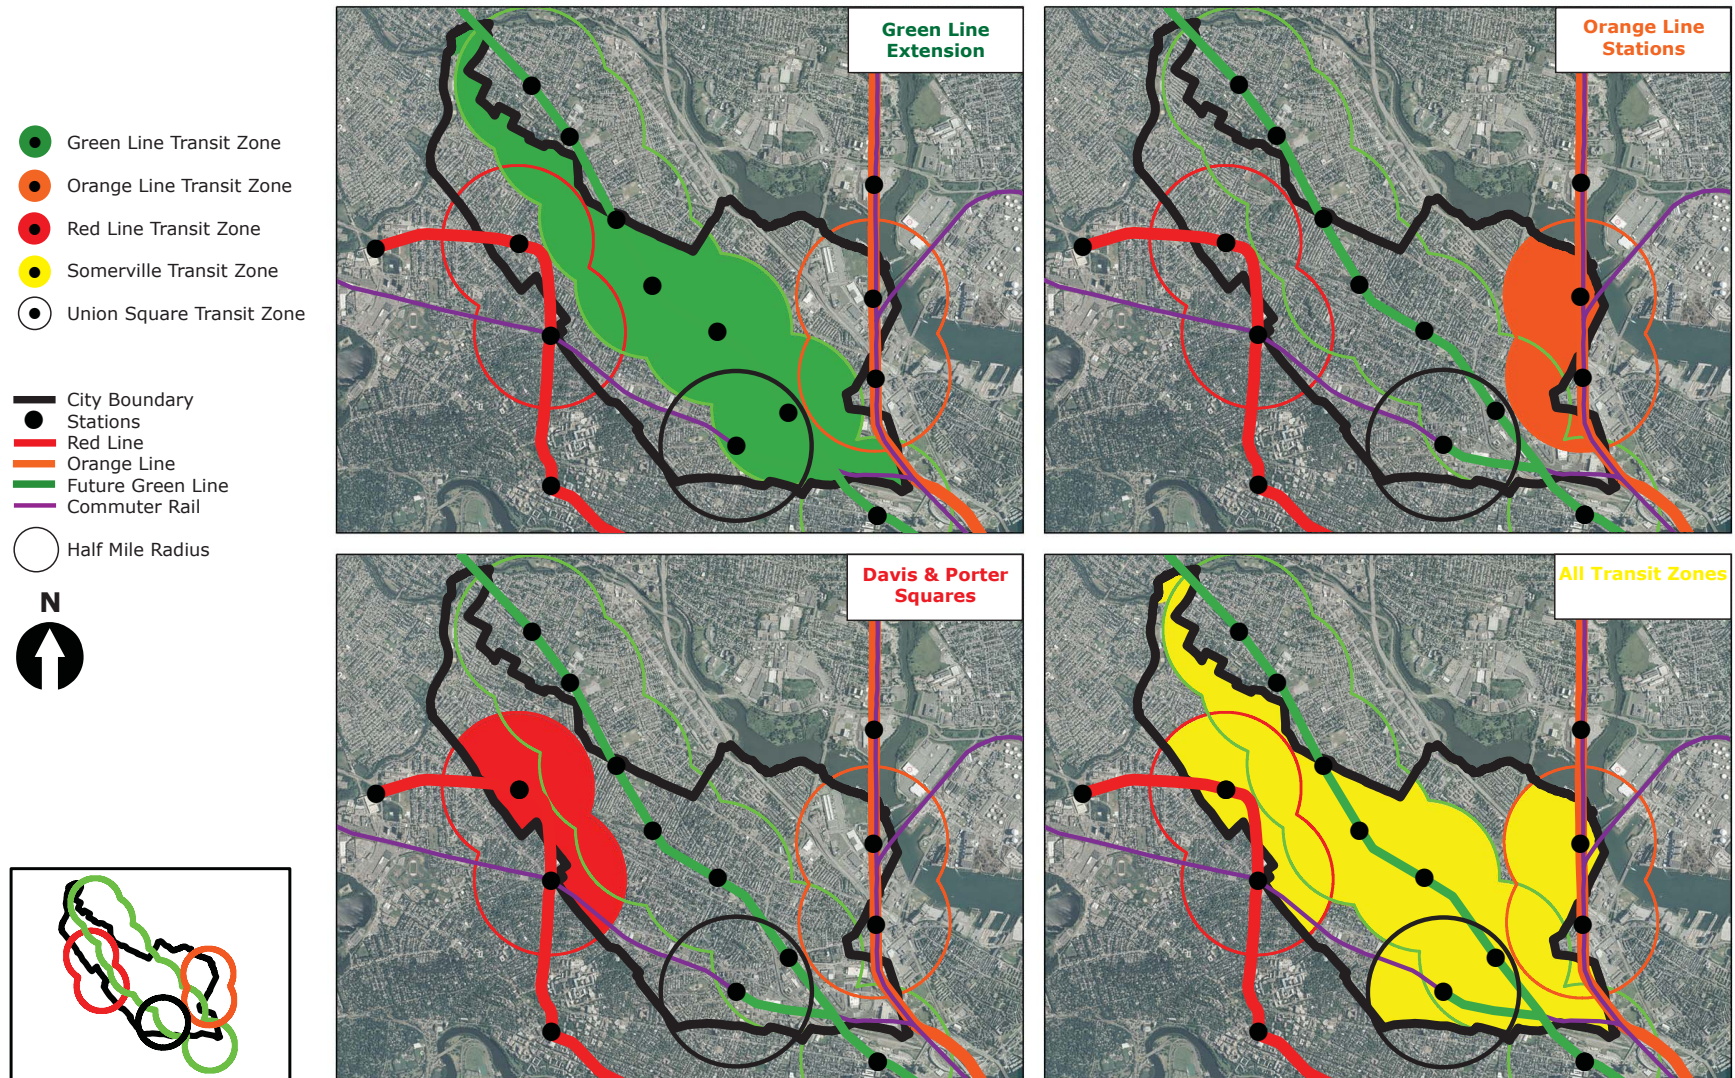 Green Line Transit Zone
Orange Line Transit Zone
Red Line Transit Zone
Somerville Transit Zone
Union Square Transit Zone
City Boundary
Stations
Red Line
Orange Line
Future Green Line
Commuter Rail
Half Mile Radius
N
Green Line
Extension
Orange Line
Stations
Davis & Porter
Squares
All Transit Zones